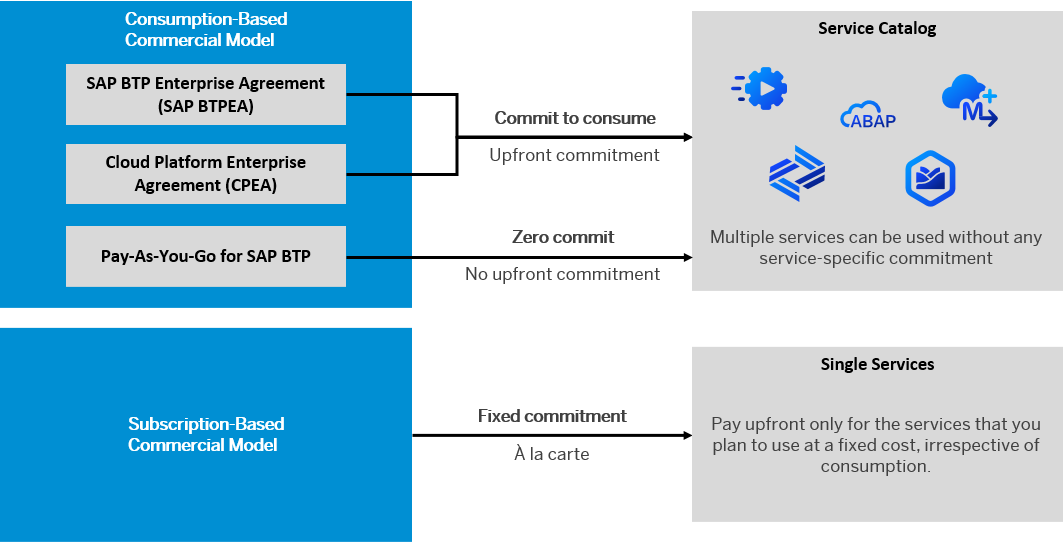 Consumption-Based
Commercial Model
SAP BTP Enterprise Agreement
(SAP BTPEA)
Cloud Platform Enterprise
Agreement (CPEA)
Pay-As-You-Go for SAP BTP
Commit to consume
Upfront commitment
Zero commit
No upfront commitment
Service Catalog
ABAP
M
Multiple services can be used without any
service-specific commitment
Subscription-Based
Commercial Model
Fixed commitment
À la carte
Single Services
Pay upfront only for the services that you
plan to use at a fixed cost, irrespective of
consumption.